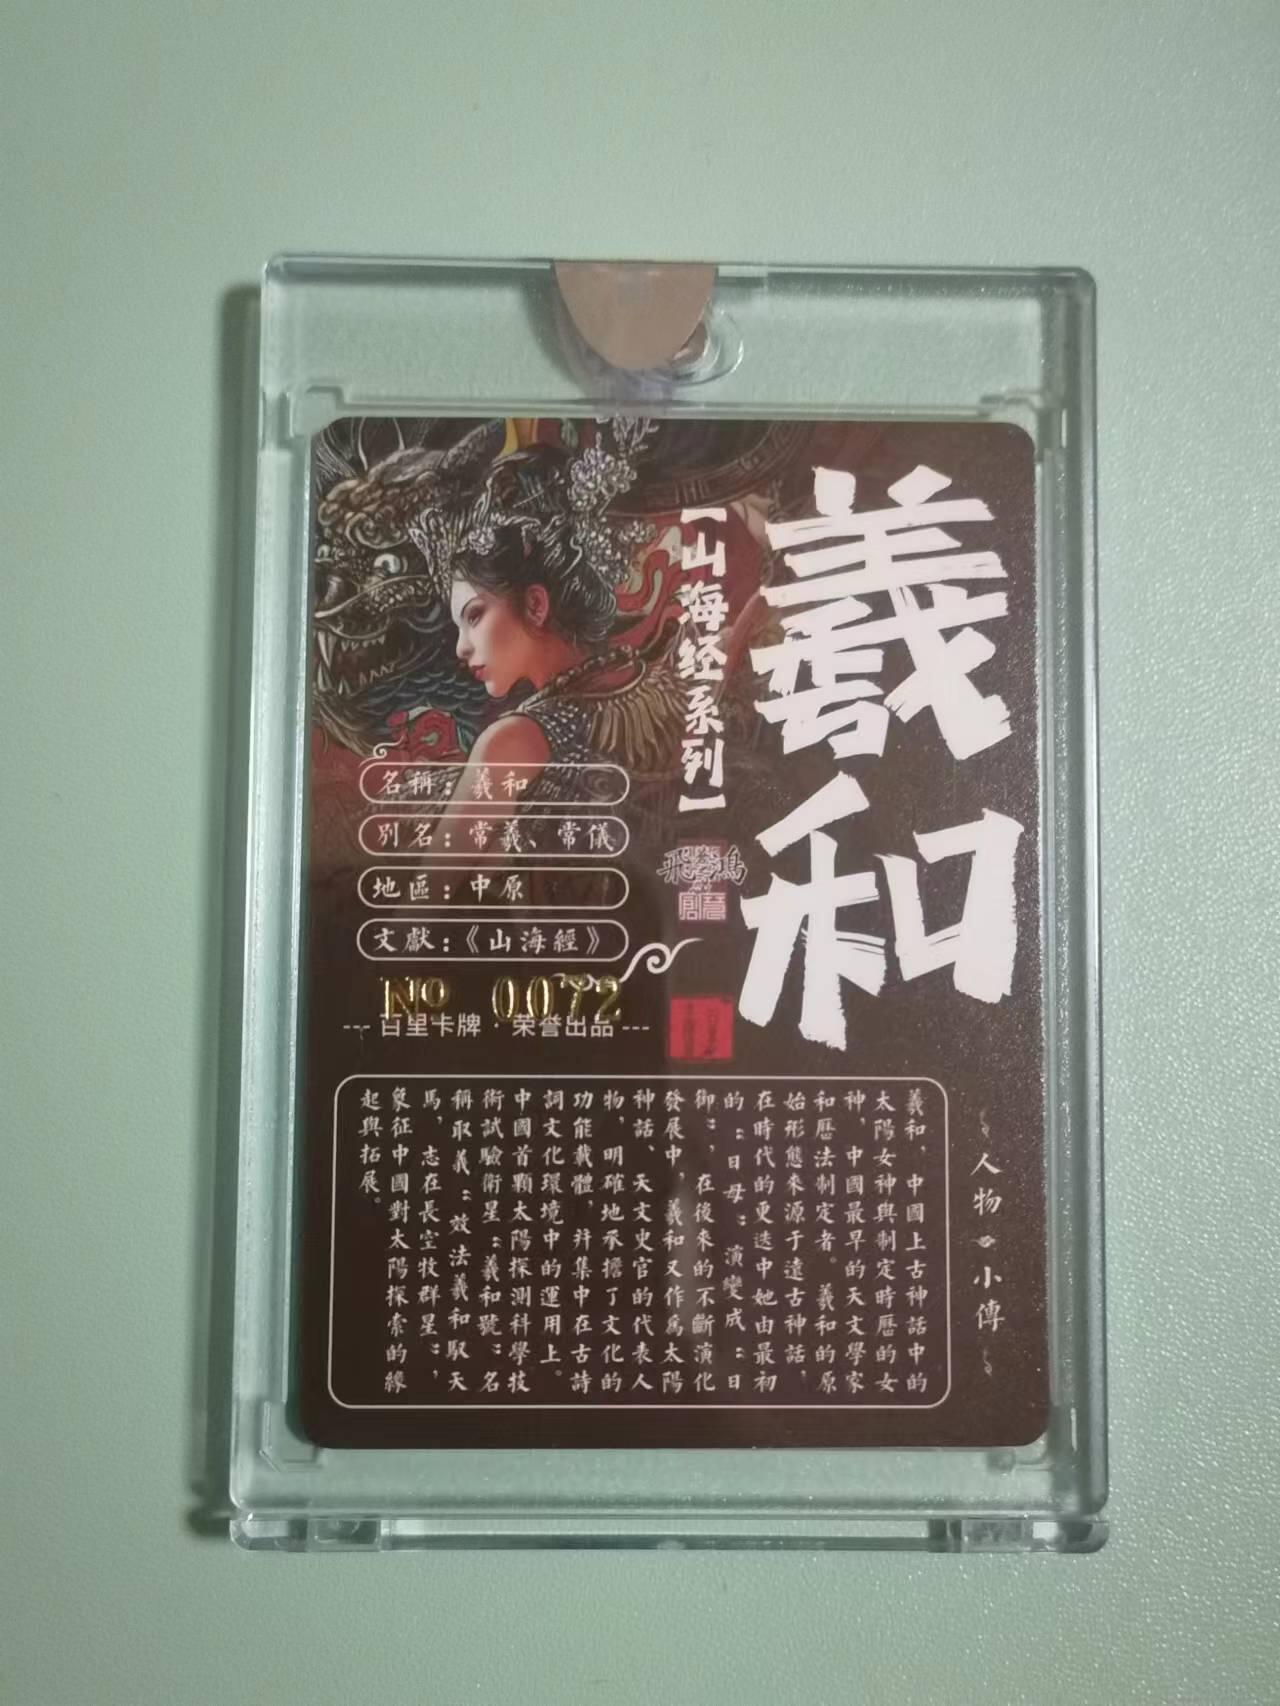 羲和
【山海经系列】
飛鴻
名稱：羲和
別名：常羲、常儀
地區：中原
文獻：《山海經》
Nº 0072
--- 百里卡牌 · 荣誉出品 ---
人物小傳
羲和，中國上古神話中的
太陽女神與制定時曆的女
神，中國最早的天文學家
和曆法制定者。羲和的原
始形態來源于遠古神話，
在時代的更迭中她由最初
的“日母”演變成“日
御”，在後來的不斷演化
發展中，羲和又作爲太陽
神話、天文史官的代表人
物，明確地承擔了文化的
功能載體，并集中在古詩
詞文化環境中的運用上。
中國首顆太陽探測科學技
術試驗衛星“羲和號”名
稱取義“效法羲和馭天
馬，志在長空牧群星”，
象征中國對太陽探索的緣
起與拓展。